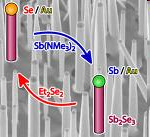 Se / Au
Sb(NMe₃)₂
Sb / Au
Et₂Se₂
Sb₂Se₃